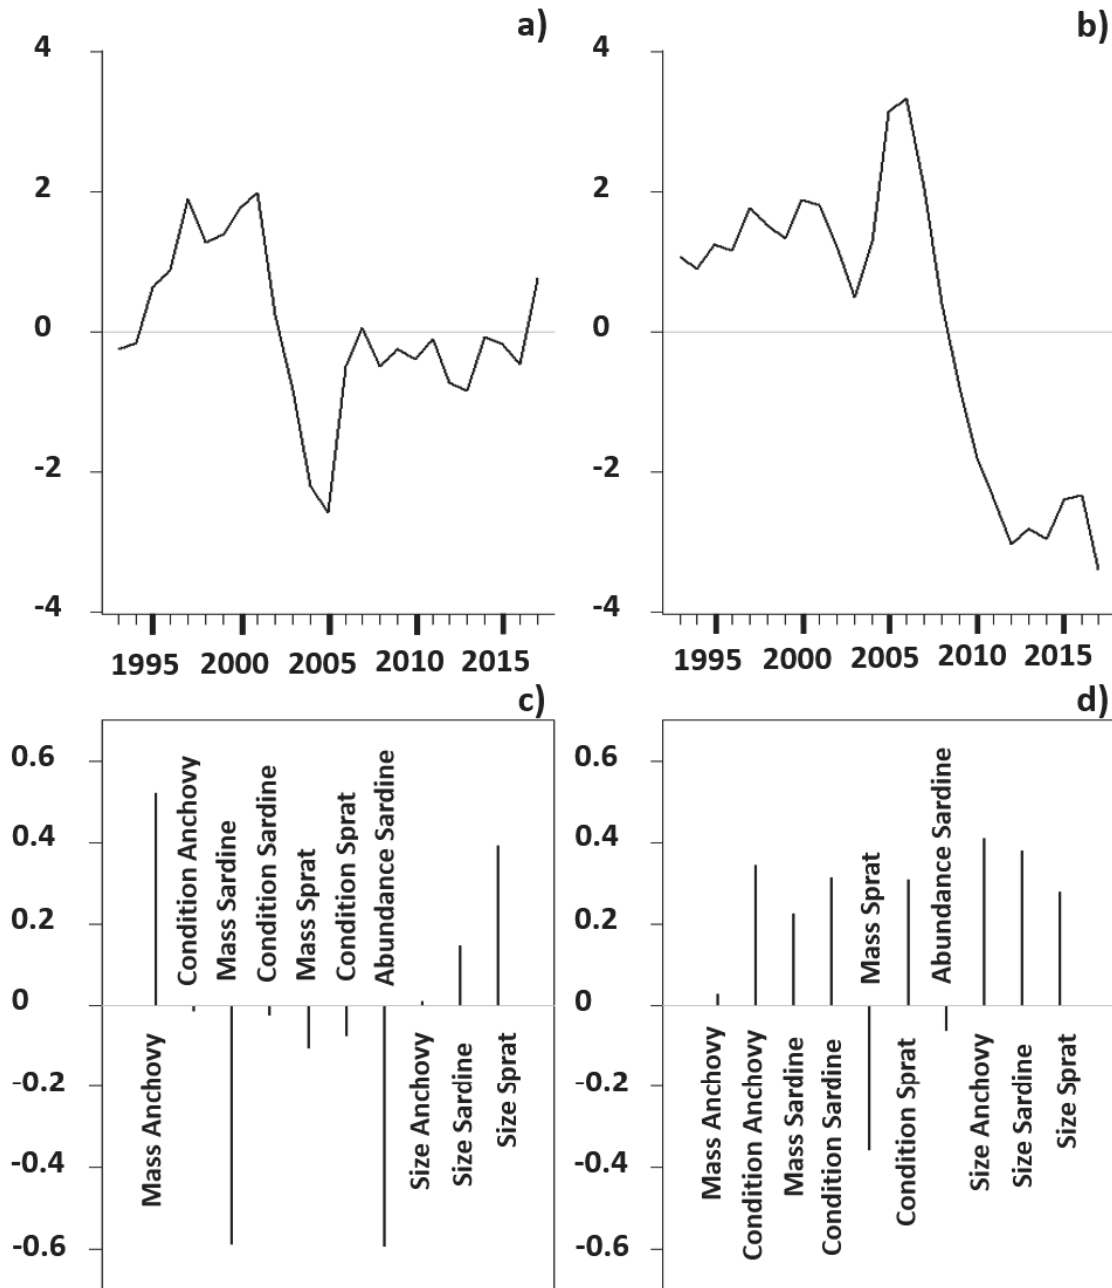 a)
4
2
0
-2
-4
1995 2000 2005 2010 2015
b)
4
2
0
-2
-4
1995 2000 2005 2010 2015
c)
0.6
0.4
0.2
0
-0.2
-0.4
-0.6
Mass Anchovy
Condition Anchovy
Mass Sardine
Condition Sardine
Mass Sprat
Condition Sprat
Abundance Sardine
Size Anchovy
Size Sardine
Size Sprat
d)
0.6
0.4
0.2
0
-0.2
-0.4
-0.6
Mass Anchovy
Condition Anchovy
Mass Sardine
Condition Sardine
Mass Sprat
Condition Sprat
Abundance Sardine
Size Anchovy
Size Sardine
Size Sprat